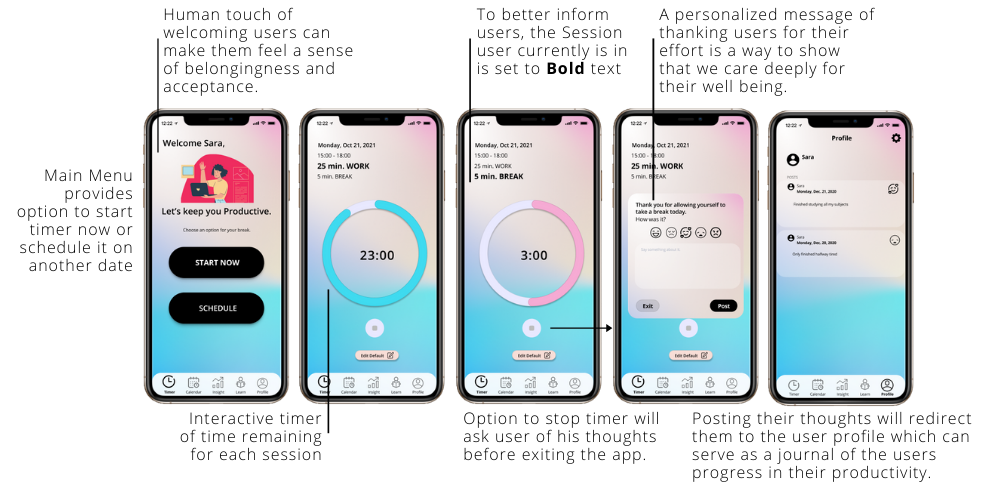 Human touch of
welcoming users can
make them feel a sense
of belongingness and
acceptance.
To better inform
users, the Session
user currently is in
is set to Bold text
A personalized message of
thanking users for their
effort is a way to show
that we care deeply for
their well being.
Main Menu
provides
option to start
timer now or
schedule it on
another date
12:22
Welcome Sara,
Let's keep you Productive.
Choose an option for your break.
START NOW
SCHEDULE
Timer Calendar Insight Learn Profile
12:22
Monday, Oct 21, 2021
15:00 - 18:00
25 min. WORK
5 min. BREAK
23:00
Edit Default
Timer Calendar Insight Learn Profile
12:22
Monday, Oct 21, 2021
15:00 - 18:00
25 min. WORK
5 min. BREAK
3:00
Edit Default
Timer Calendar Insight Learn Profile
12:22
Monday, Oct 21, 2021
15:00 - 18:00
25 min. WORK
5 min. BREAK
Thank you for allowing yourself to
take a break today.
How was it?
Say something about it
Exit Post
Edit Default
Timer Calendar Insight Learn Profile
12:22
Profile
Sara
POSTS
Sara
Monday, Dec. 21, 2020
Finished studying all my subjects
Sara
Monday, Dec. 20, 2020
Only finished halfway tired
Timer Calendar Insight Learn Profile
Interactive timer
of time remaining
for each session
Option to stop timer will
ask user of his thoughts
before exiting the app.
Posting their thoughts will redirect
them to the user profile which can
serve as a journal of the users
progress in their productivity.